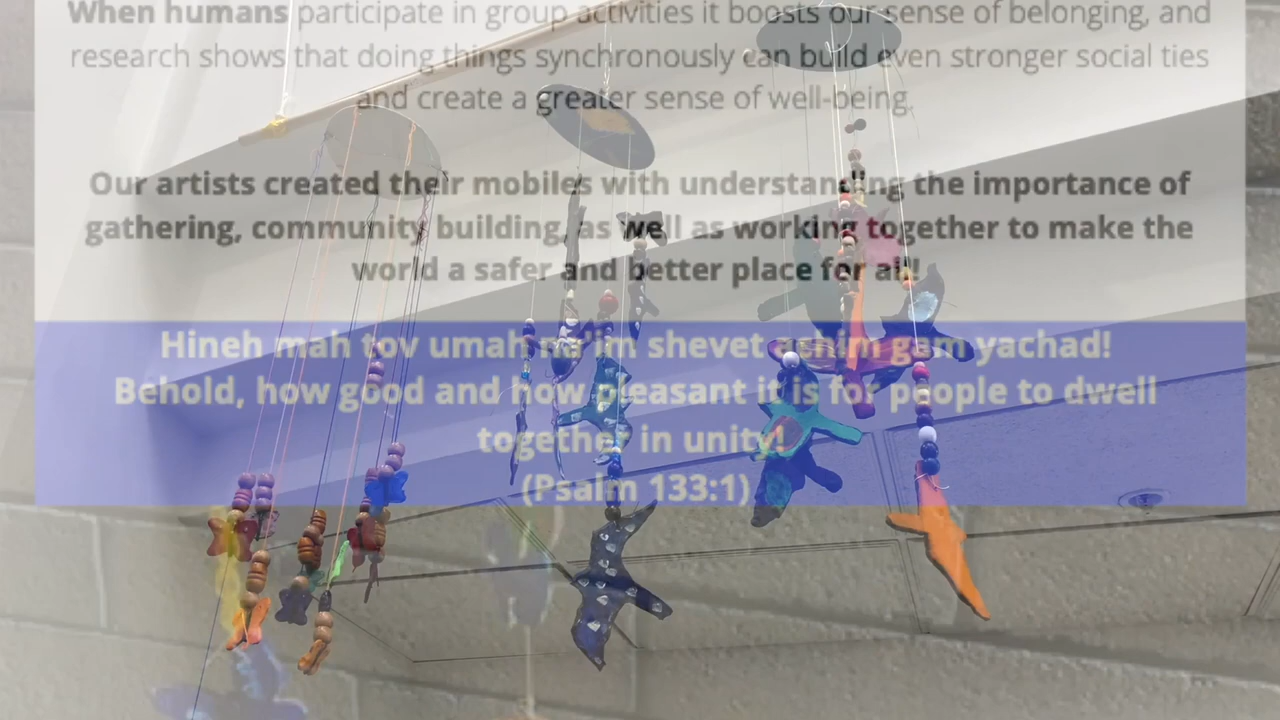 When humans participate in group activities it boosts our sense of belonging, and
research shows that doing things synchronously can build even stronger social ties
and create a greater sense of well-being.
Our artists created their mobiles with understanding the importance of
gathering, community building, as well as working together to make the
world a safer and better place for all!
Hineh mah tov umah na'im shevet achim gam yachad!
Behold, how good and how pleasant it is for people to dwell
together in unity!
(Psalm 133:1)